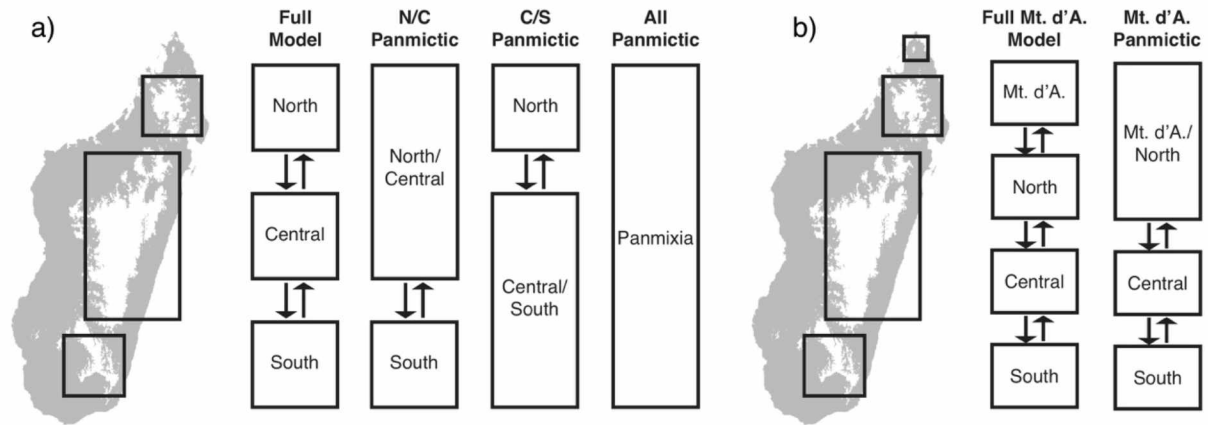 a)
Full
Model
N/C
Panmictic
C/S
Panmictic
All
Panmictic
North
Central
South
North/
Central
South
North
Central/
South
Panmixia
b)
Full Mt. d'A.
Model
Mt. d'A.
Panmictic
Mt. d'A.
North
Central
South
Mt. d'A./
North
Central
South